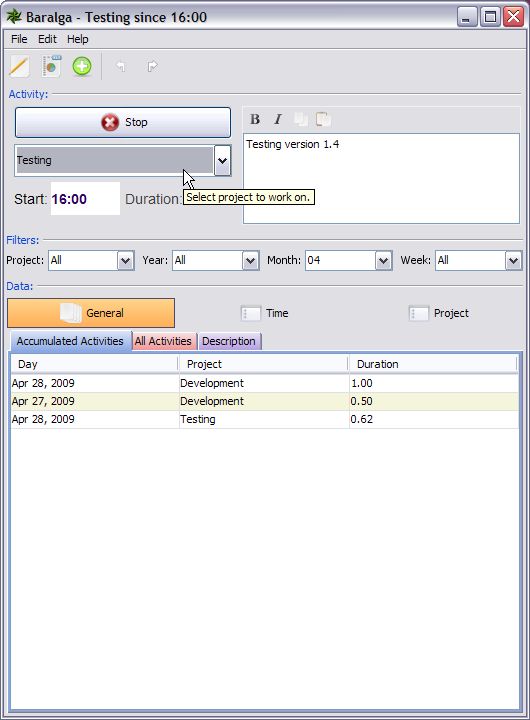 Baralga - Testing since 16:00
File Edit Help
Activity:
Stop
B I
Testing
Testing version 1.4
Start: 16:00 Duration:
Select project to work on.
Filters:
Project: All Year: All Month: 04 Week: All
Data:
General Time Project
Accumulated Activities All Activities Description
Day Project Duration
Apr 28, 2009 Development 1.00
Apr 27, 2009 Development 0.50
Apr 28, 2009 Testing 0.62